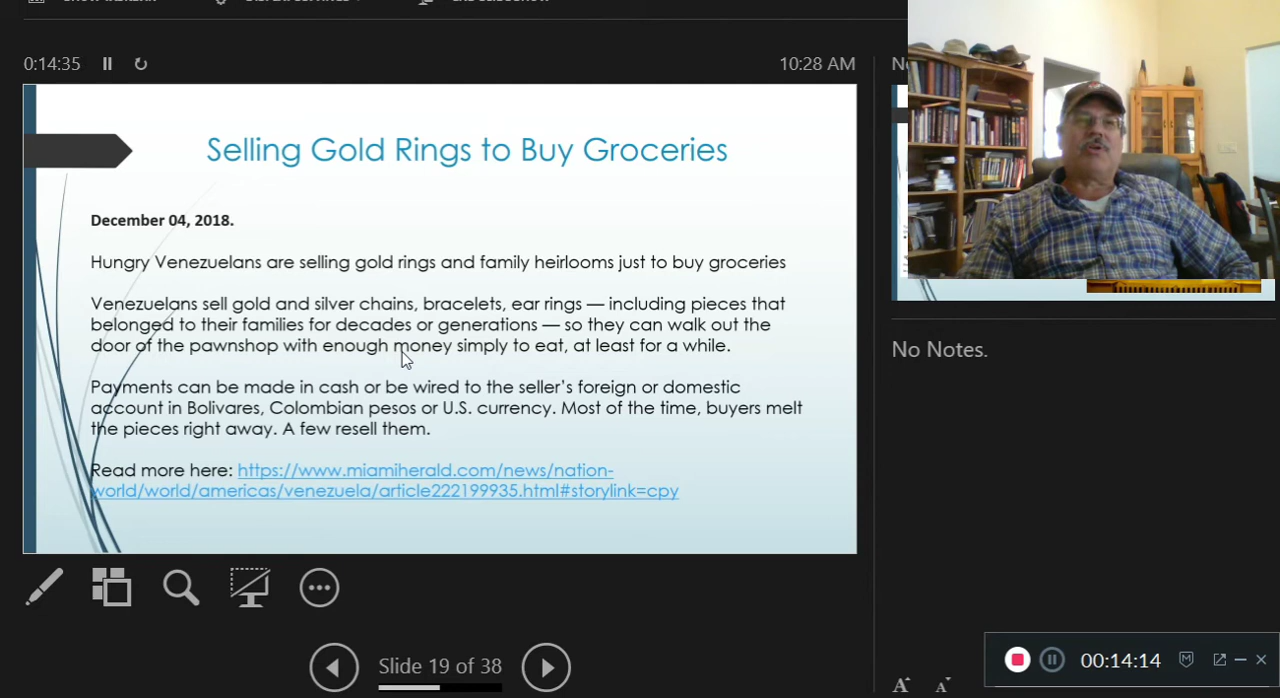 0:14:35
10:28 AM
Selling Gold Rings to Buy Groceries
December 04, 2018.
Hungry Venezuelans are selling gold rings and family heirlooms just to buy groceries
Venezuelans sell gold and silver chains, bracelets, ear rings — including pieces that
belonged to their families for decades or generations — so they can walk out the
door of the pawnshop with enough money simply to eat, at least for a while.
Payments can be made in cash or be wired to the seller's foreign or domestic
account in Bolivares, Colombian pesos or U.S. currency. Most of the time, buyers melt
the pieces right away. A few resell them.
Read more here: https://www.miamiherald.com/news/nation-
world/world/americas/venezuela/article222199935.html#storylink=cpy
Slide 19 of 38
No Notes.
00:14:14
A A